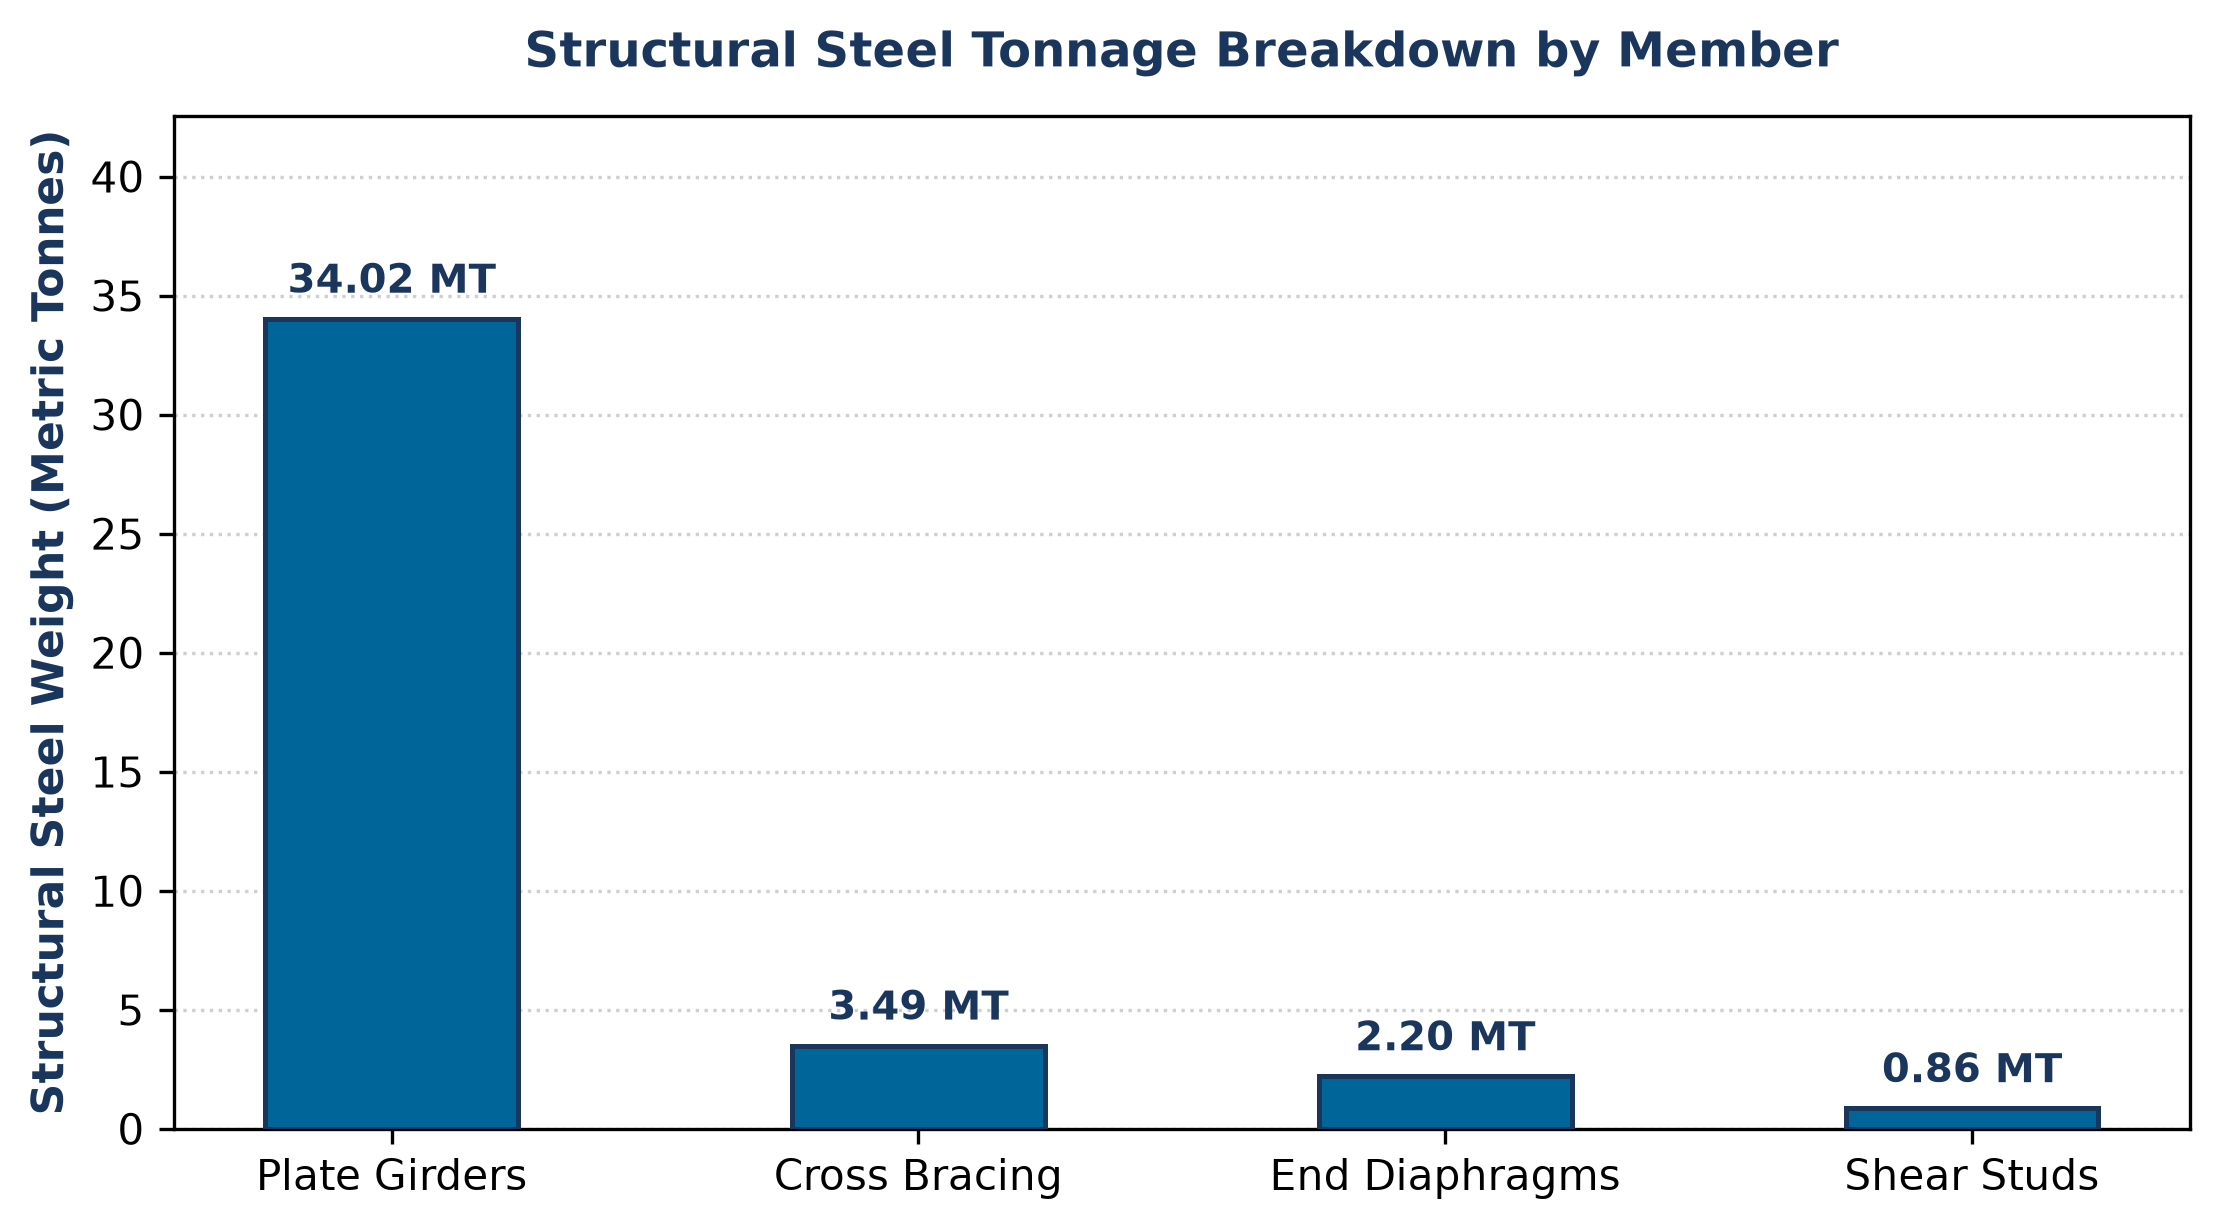 Structural Steel Tonnage Breakdown by Member
Structural Steel Weight (Metric Tonnes)
40
35
30
25
20
15
10
5
0
34.02 MT
3.49 MT
2.20 MT
0.86 MT
Plate Girders
Cross Bracing
End Diaphragms
Shear Studs